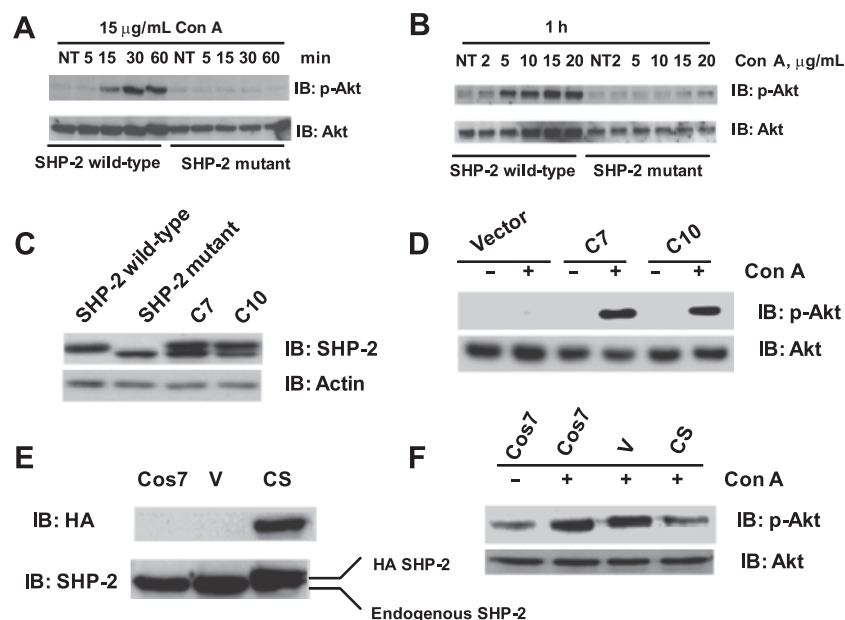 A
15 μg/mL Con A
NT 5 15 30 60 NT 5 15 30 60 min
IB: p-Akt
IB: Akt
SHP-2 wild-type SHP-2 mutant
B
1 h
NT 2 5 10 15 20 NT2 5 10 15 20 Con A, μg/mL
IB: p-Akt
IB: Akt
SHP-2 wild-type SHP-2 mutant
C
SHP-2 wild-type SHP-2 mutant C7 C10
IB: SHP-2
IB: Actin
D
Vector C7 C10
– + – + – + Con A
IB: p-Akt
IB: Akt
E
Cos7 V CS
IB: HA
IB: SHP-2
HA SHP-2
Endogenous SHP-2
F
Cos7 Cos7 V CS
– + + + Con A
IB: p-Akt
IB: Akt